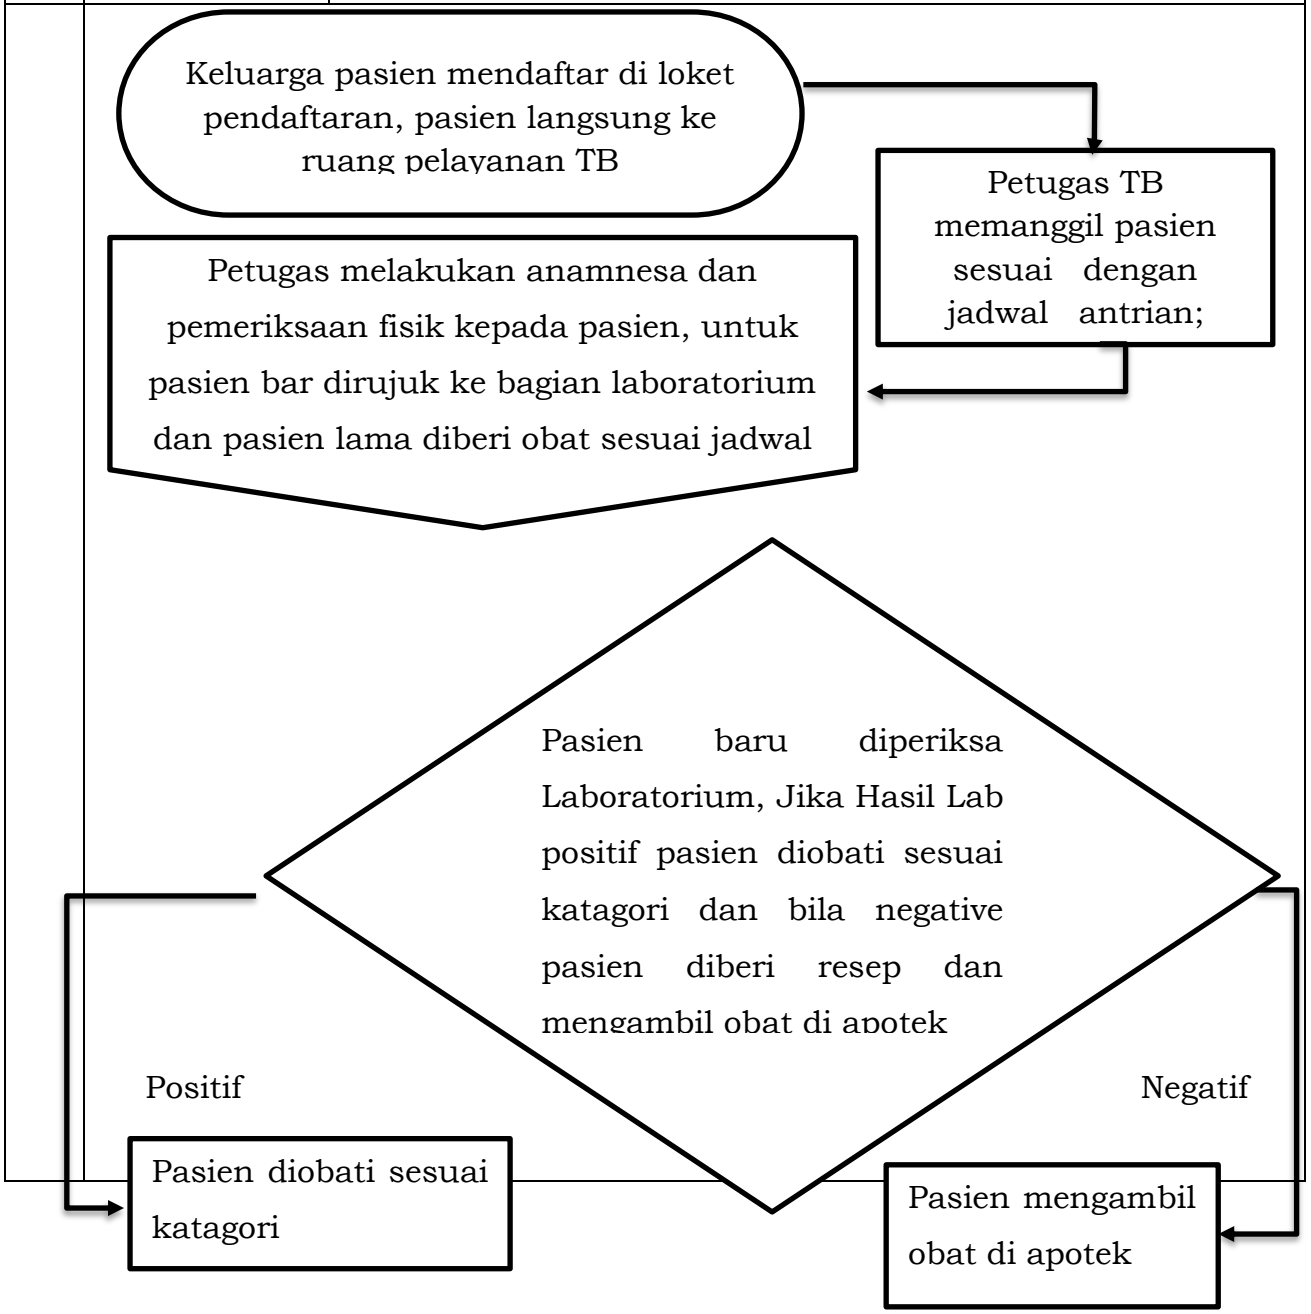 Keluarga pasien mendaftar di loket
pendaftaran, pasien langsung ke
ruang pelayanan TB
Petugas TB
memanggil pasien
sesuai dengan
jadwal antrian;
Petugas melakukan anamnesa dan
pemeriksaan fisik kepada pasien, untuk
pasien bar dirujuk ke bagian laboratorium
dan pasien lama diberi obat sesuai jadwal
Pasien baru diperiksa
Laboratorium, Jika Hasil Lab
positif pasien diobati sesuai
katagori dan bila negative
pasien diberi resep dan
mengambil obat di apotek
Positif
Negatif
Pasien diobati sesuai
katagori
Pasien mengambil
obat di apotek